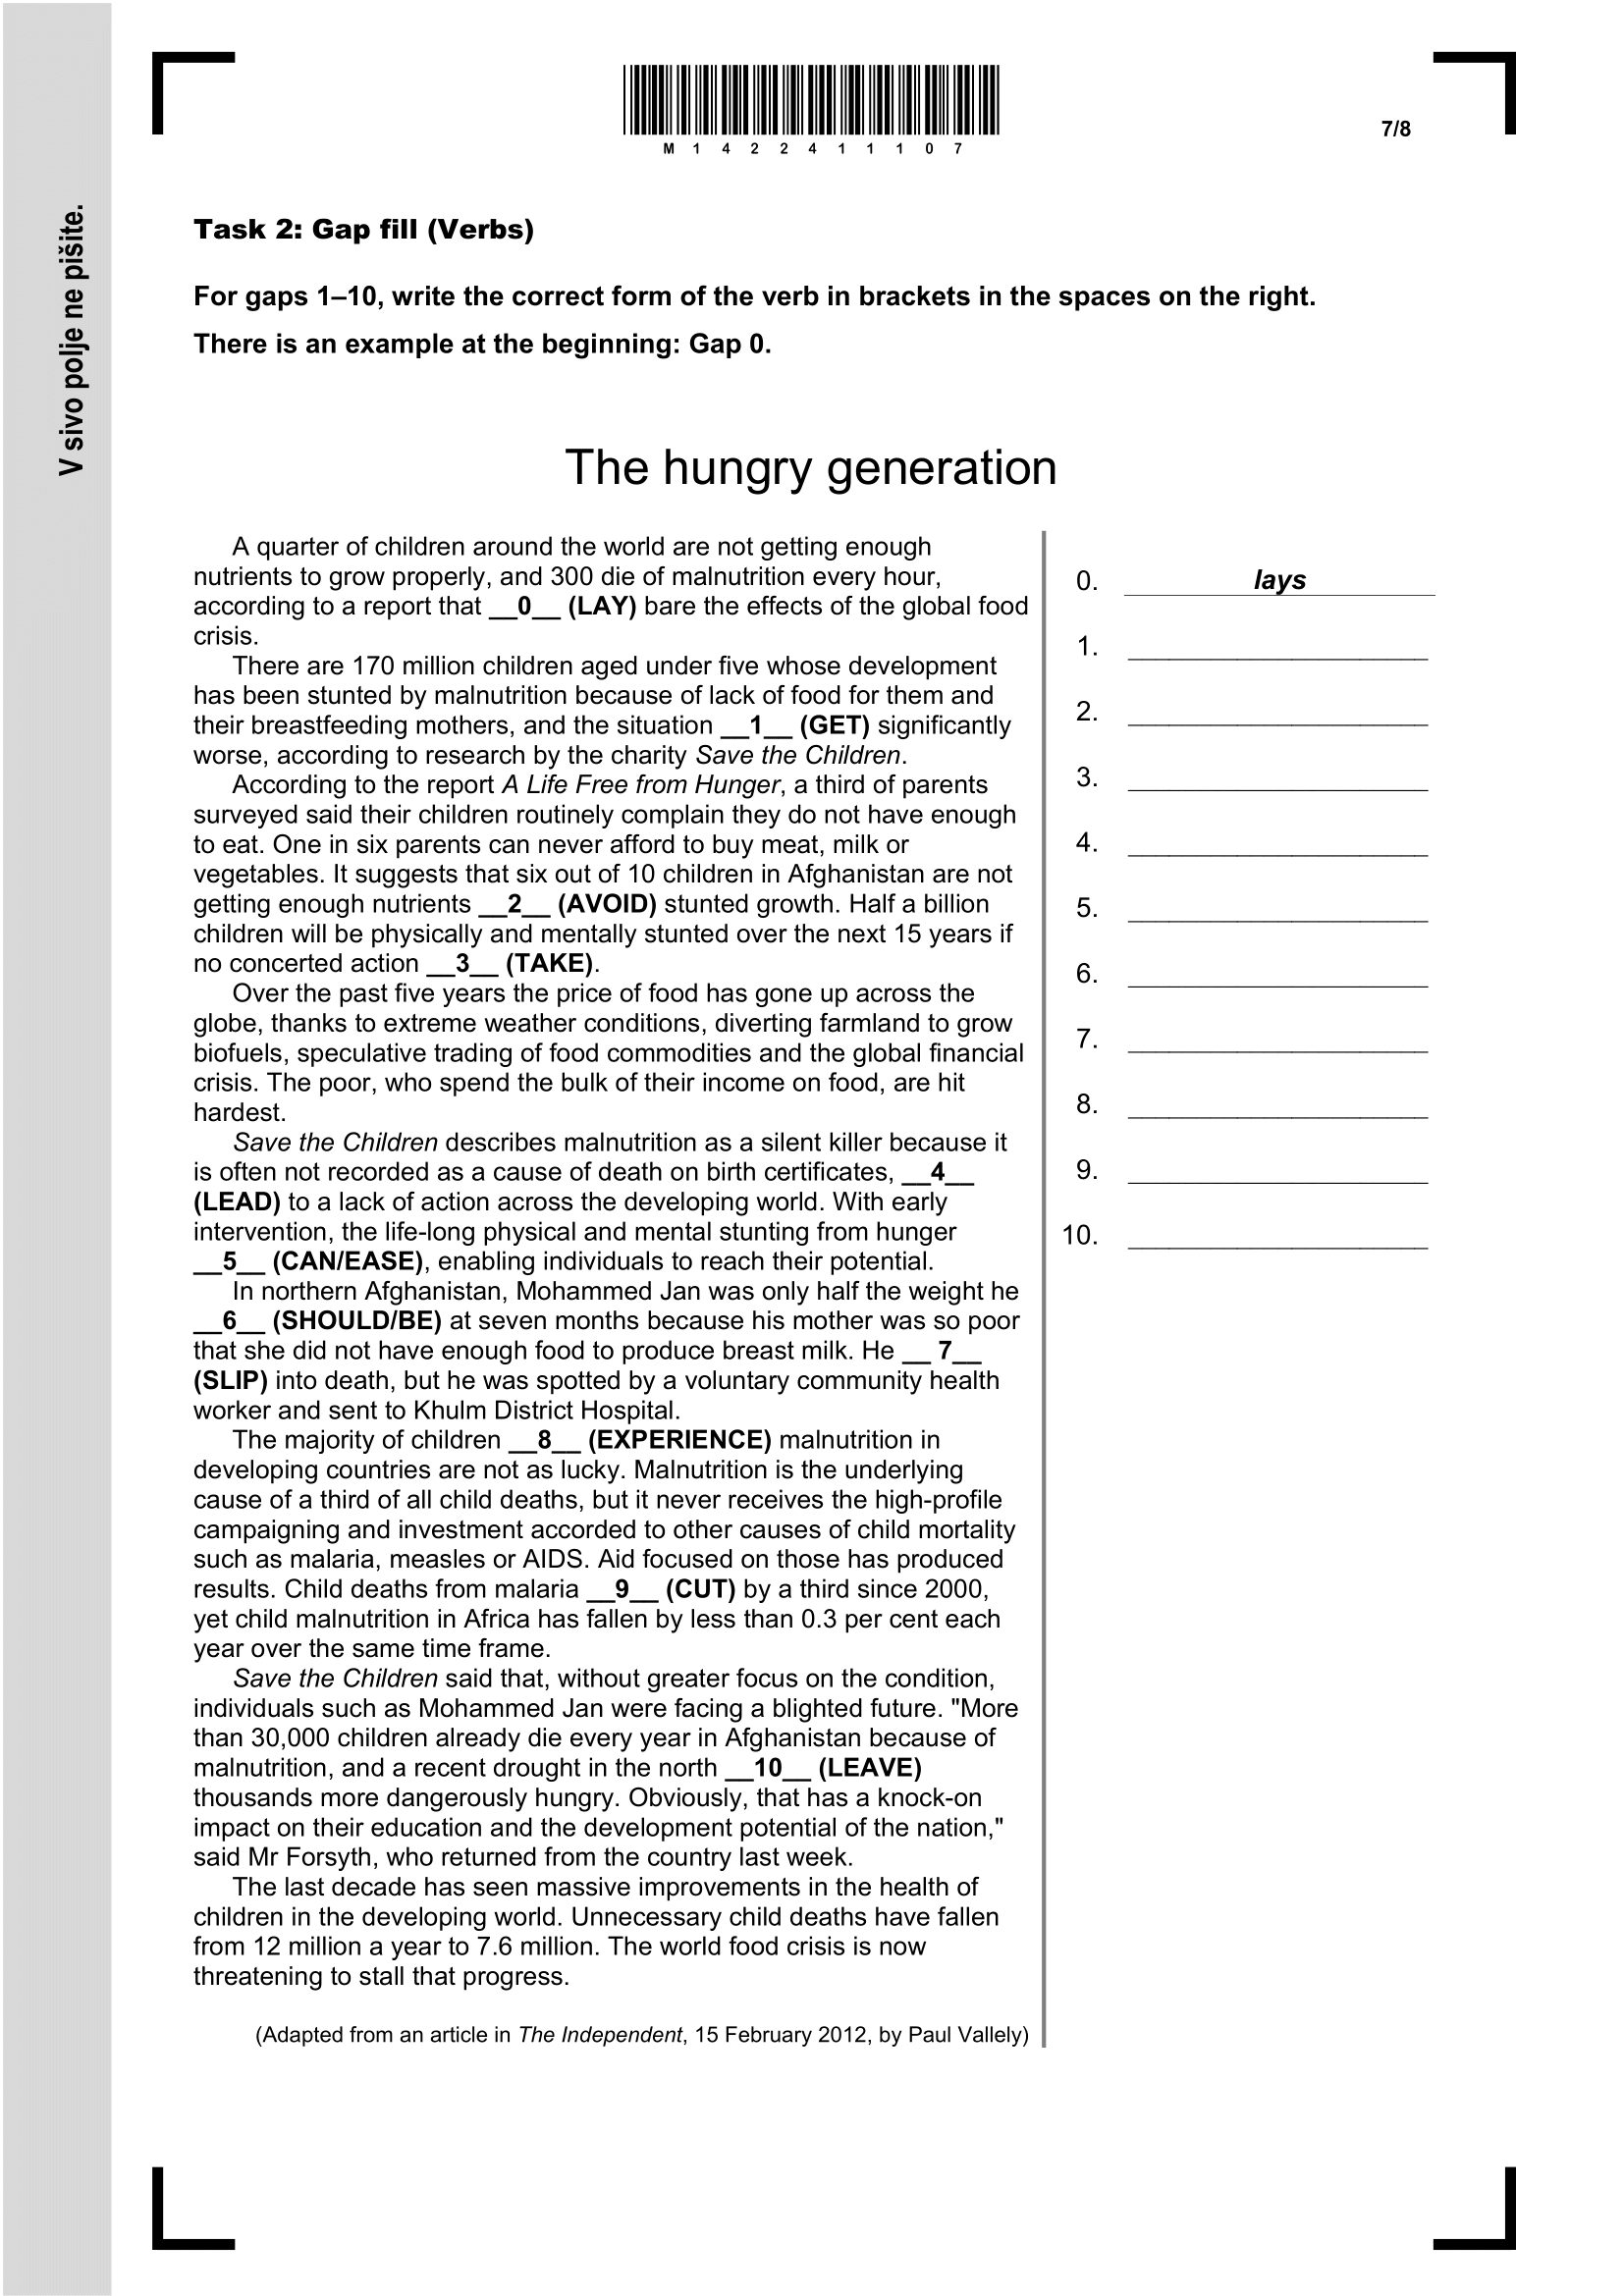 M 1 4 2 2 4 1 1 1 0 7
7/8
V sivo polje ne pišite.
Task 2: Gap fill (Verbs)
For gaps 1–10, write the correct form of the verb in brackets in the spaces on the right.
There is an example at the beginning: Gap 0.
The hungry generation
A quarter of children around the world are not getting enough
nutrients to grow properly, and 300 die of malnutrition every hour,
according to a report that __0__ (LAY) bare the effects of the global food
crisis.
There are 170 million children aged under five whose development
has been stunted by malnutrition because of lack of food for them and
their breastfeeding mothers, and the situation __1__ (GET) significantly
worse, according to research by the charity Save the Children.
According to the report A Life Free from Hunger, a third of parents
surveyed said their children routinely complain they do not have enough
to eat. One in six parents can never afford to buy meat, milk or
vegetables. It suggests that six out of 10 children in Afghanistan are not
getting enough nutrients __2__ (AVOID) stunted growth. Half a billion
children will be physically and mentally stunted over the next 15 years if
no concerted action __3__ (TAKE).
Over the past five years the price of food has gone up across the
globe, thanks to extreme weather conditions, diverting farmland to grow
biofuels, speculative trading of food commodities and the global financial
crisis. The poor, who spend the bulk of their income on food, are hit
hardest.
Save the Children describes malnutrition as a silent killer because it
is often not recorded as a cause of death on birth certificates, __4__
(LEAD) to a lack of action across the developing world. With early
intervention, the life-long physical and mental stunting from hunger
__5__ (CAN/EASE), enabling individuals to reach their potential.
In northern Afghanistan, Mohammed Jan was only half the weight he
__6__ (SHOULD/BE) at seven months because his mother was so poor
that she did not have enough food to produce breast milk. He __ 7__
(SLIP) into death, but he was spotted by a voluntary community health
worker and sent to Khulm District Hospital.
The majority of children __8__ (EXPERIENCE) malnutrition in
developing countries are not as lucky. Malnutrition is the underlying
cause of a third of all child deaths, but it never receives the high-profile
campaigning and investment accorded to other causes of child mortality
such as malaria, measles or AIDS. Aid focused on those has produced
results. Child deaths from malaria __9__ (CUT) by a third since 2000,
yet child malnutrition in Africa has fallen by less than 0.3 per cent each
year over the same time frame.
Save the Children said that, without greater focus on the condition,
individuals such as Mohammed Jan were facing a blighted future. "More
than 30,000 children already die every year in Afghanistan because of
malnutrition, and a recent drought in the north __10__ (LEAVE)
thousands more dangerously hungry. Obviously, that has a knock-on
impact on their education and the development potential of the nation,"
said Mr Forsyth, who returned from the country last week.
The last decade has seen massive improvements in the health of
children in the developing world. Unnecessary child deaths have fallen
from 12 million a year to 7.6 million. The world food crisis is now
threatening to stall that progress.
(Adapted from an article in The Independent, 15 February 2012, by Paul Vallely)
0. lays
1.
2.
3.
4.
5.
6.
7.
8.
9.
10.